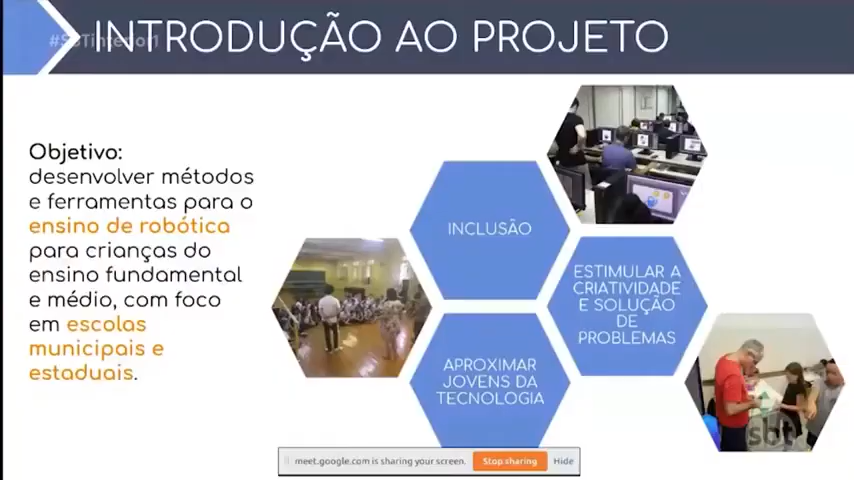 INTRODUÇÃO AO PROJETO
#SBTinterior1
Objetivo:
desenvolver métodos
e ferramentas para o
ensino de robótica
para crianças do
ensino fundamental
e médio, com foco
em escolas
municipais e
estaduais.
INCLUSÃO
ESTIMULAR A
CRIATIVIDADE
E SOLUÇÃO
DE
PROBLEMAS
APROXIMAR
JOVENS DA
TECNOLOGIA
sbt
meet.google.com is sharing your screen.
Stop sharing
Hide